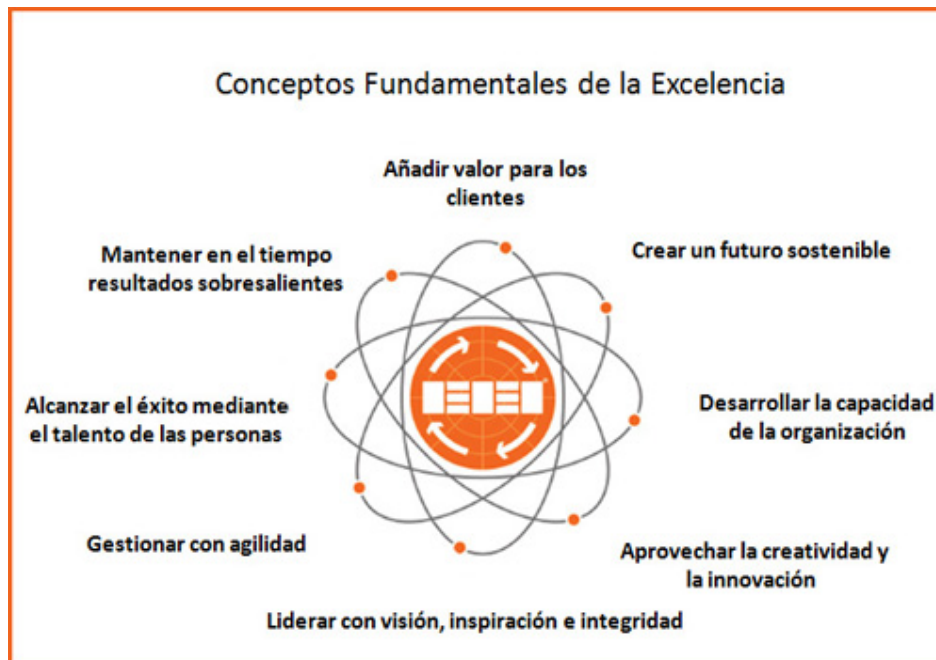 Conceptos Fundamentales de la Excelencia
Añadir valor para los
clientes
Crear un futuro sostenible
Mantener en el tiempo
resultados sobresalientes
Desarrollar la capacidad
de la organización
Alcanzar el éxito mediante
el talento de las personas
Gestionar con agilidad
Aprovechar la creatividad y
la innovación
Liderar con visión, inspiración e integridad